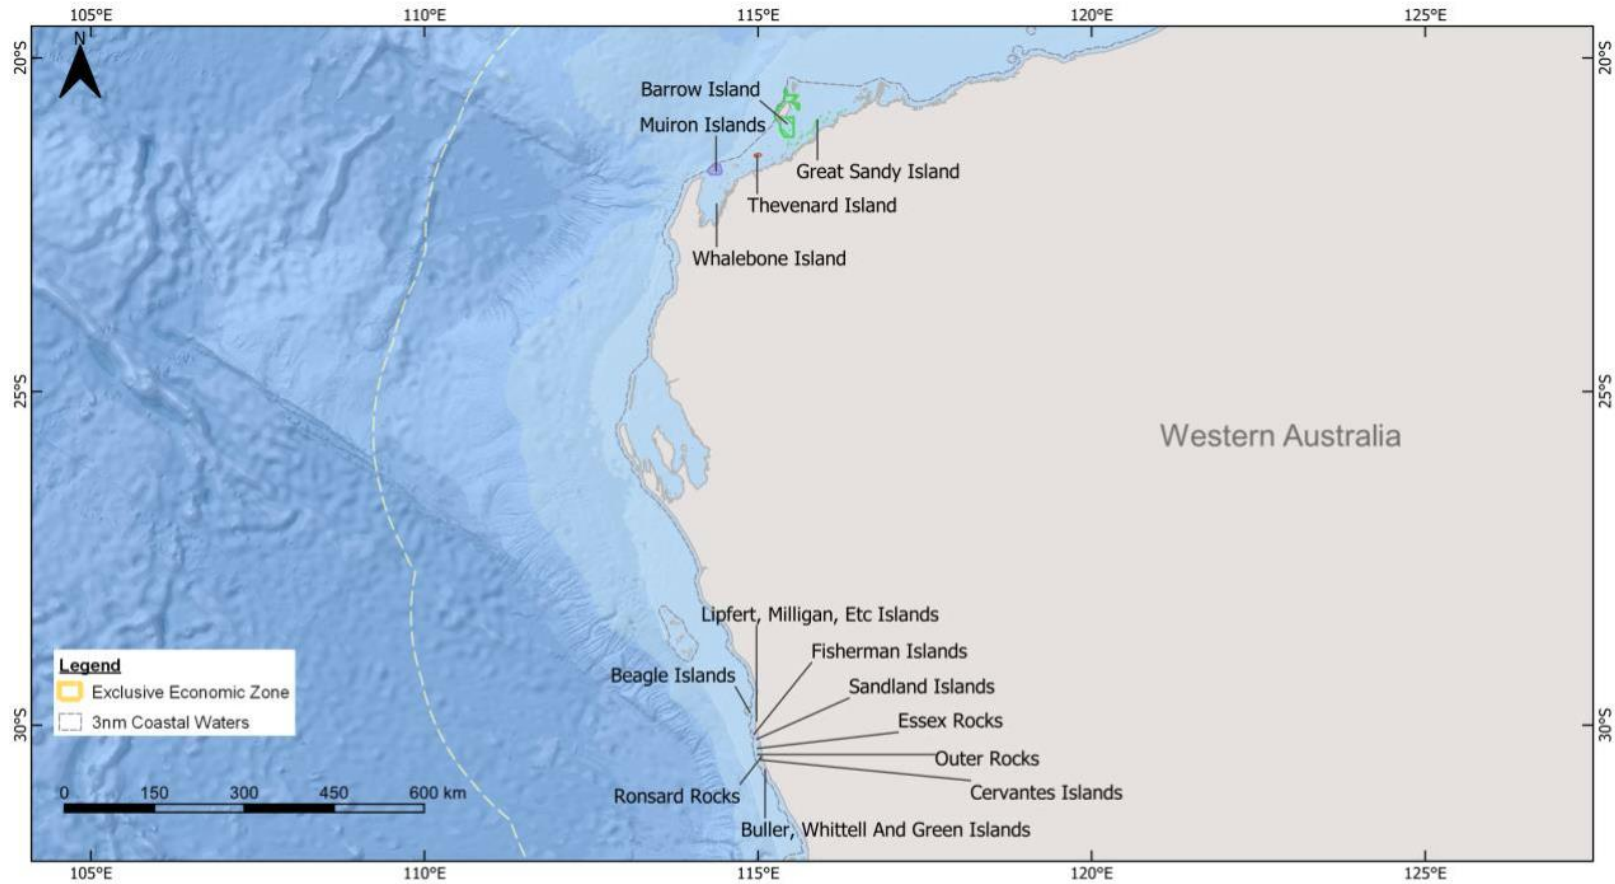 105°E 110°E 115°E 120°E 125°E
N
20°S 20°S
Barrow Island
Muiron Islands
Great Sandy Island
Thevenard Island
Whalebone Island
25°S 25°S
Western Australia
Lipfert, Milligan, Etc Islands
Fisherman Islands
Beagle Islands
Sandland Islands
Essex Rocks
30°S 30°S
Outer Rocks
Cervantes Islands
Ronsard Rocks
Buller, Whittell And Green Islands
Legend
Exclusive Economic Zone
3nm Coastal Waters
0 150 300 450 600 km
105°E 110°E 115°E 120°E 125°E